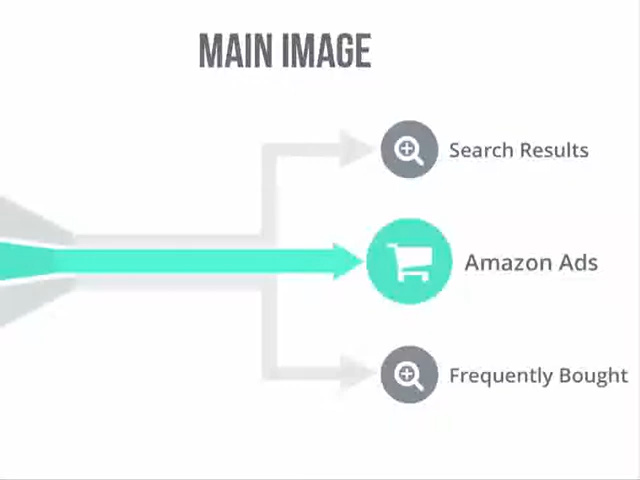 MAIN IMAGE
Search Results
Amazon Ads
Frequently Bought